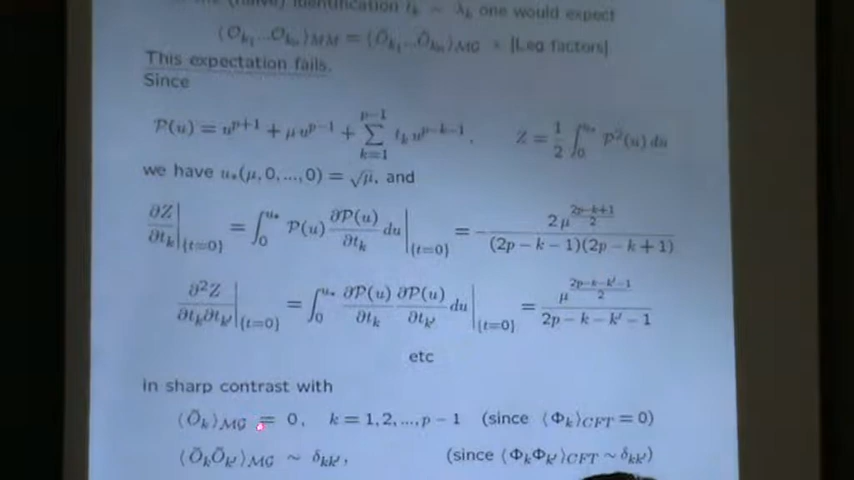 (naive) identification t_k ~ λ_k one would expect
⟨O_{k_1}...O_{k_n}⟩_{MM} = ⟨Õ_{k_1}...Õ_{k_n}⟩_{MG} × [Leg factors]
This expectation fails.
Since
P(u) = u^{p+1} + μ u^{p-1} + ∑_{k=1}^{p-1} t_k u^{p-k-1}, Z = 1/2 ∫_0^{u_*} P^2(u) du
we have u_*(μ, 0, ..., 0) = √μ, and
∂Z/∂t_k |_{{t=0}} = ∫_0^{u_*} P(u) ∂P(u)/∂t_k du |_{{t=0}} = - 2 μ^{(2p-k+1)/2} / (2p - k - 1)(2p - k + 1)
∂²Z/∂t_k∂t_{k'} |_{{t=0}} = ∫_0^{u_*} ∂P(u)/∂t_k ∂P(u)/∂t_{k'} du |_{{t=0}} = μ^{(2p-k-k'-1)/2} / 2p - k - k' - 1
etc
in sharp contrast with
⟨Õ_k⟩_{MG} = 0, k = 1, 2, ..., p - 1 (since ⟨Φ_k⟩_{CFT} = 0)
⟨Õ_k Õ_{k'}⟩_{MG} ~ δ_{kk'}, (since ⟨Φ_k Φ_{k'}⟩_{CFT} ~ δ_{kk'})